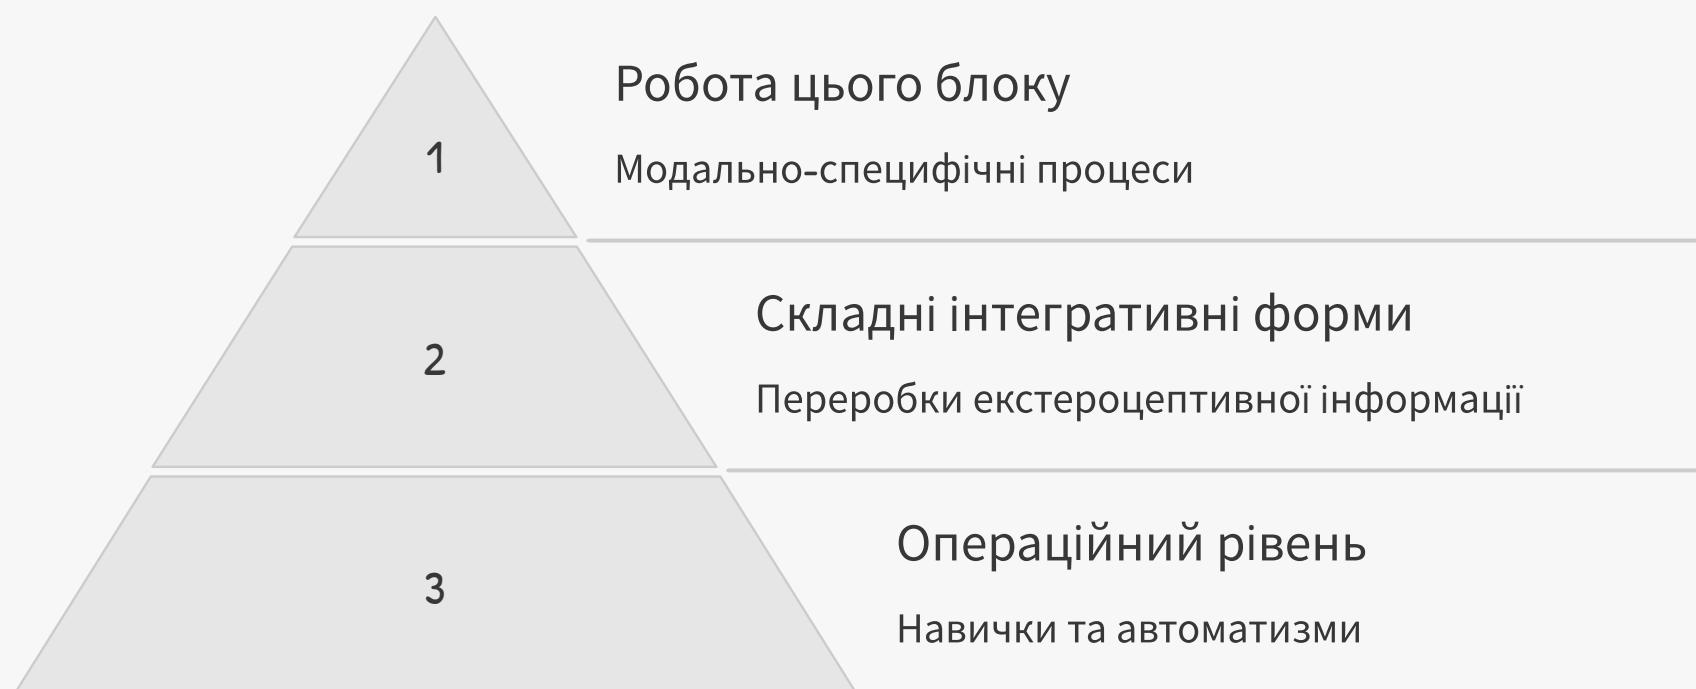 1
Робота цього блоку
Модально-специфічні процеси
2
Складні інтегративні форми
Переробки екстероцептивної інформації
3
Операційний рівень
Навички та автоматизми